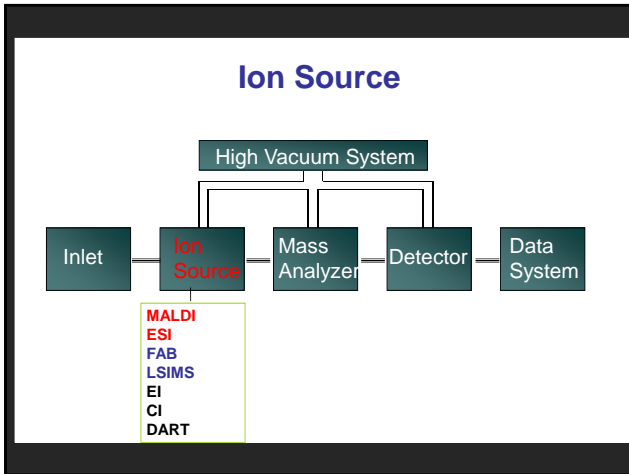 Ion Source
High Vacuum System
Inlet
Ion
Source
Mass
Analyzer
Detector
Data
System
MALDI
ESI
FAB
LSIMS
EI
CI
DART